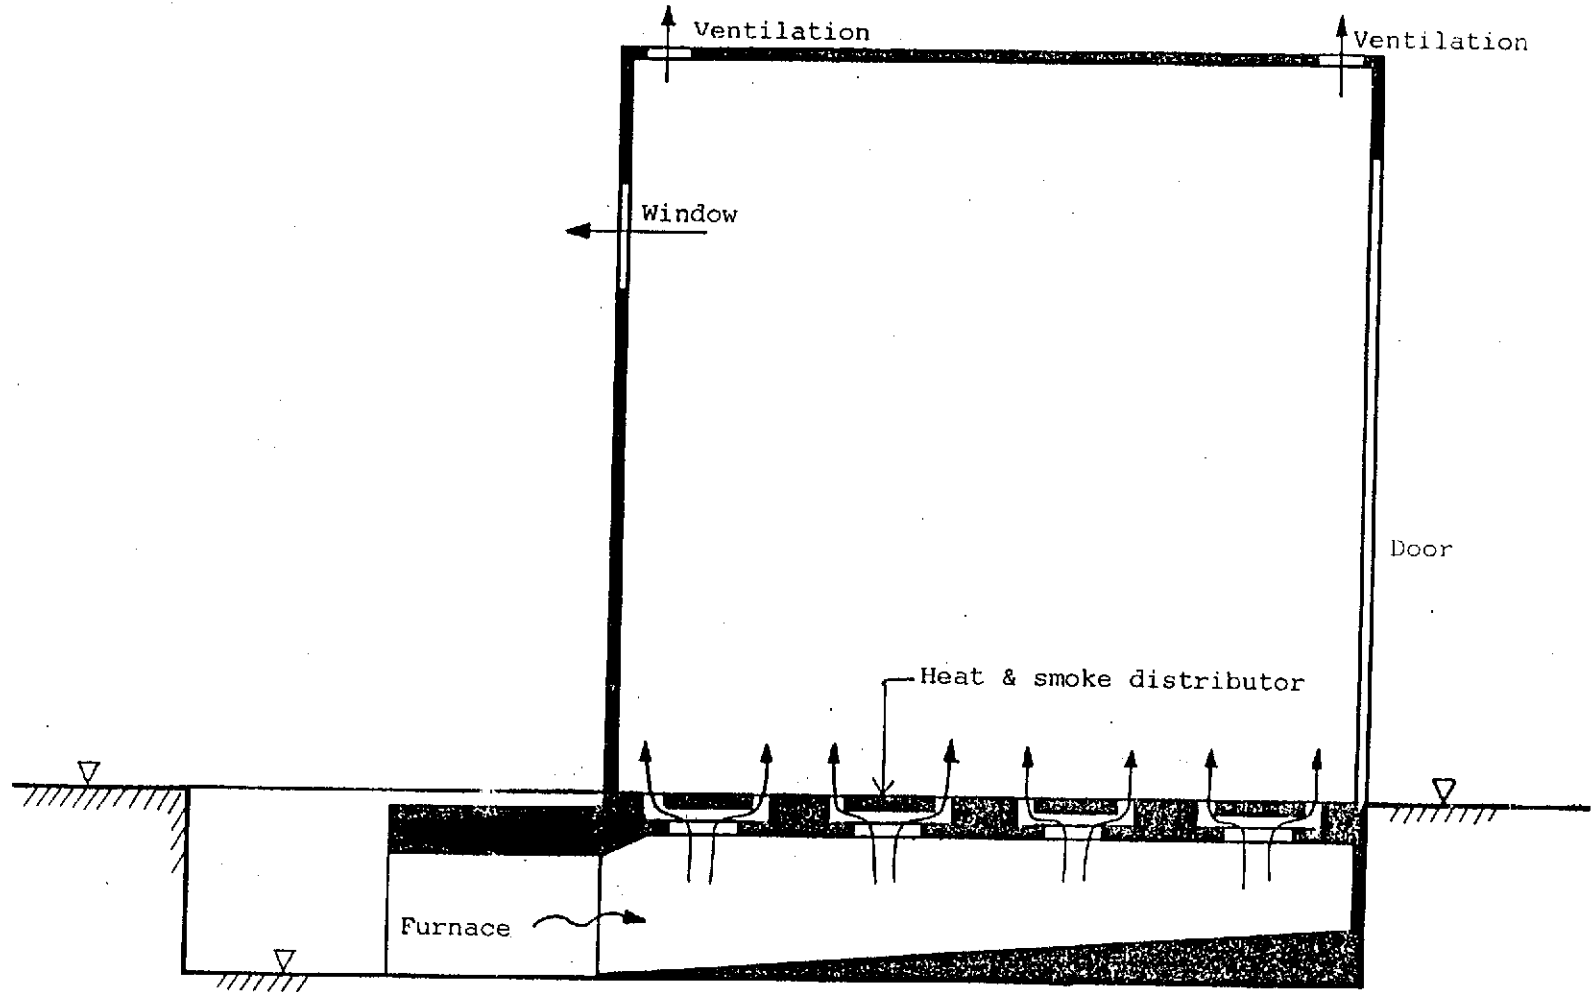 Ventilation
Ventilation
Window
Door
Heat & smoke distributor
Furnace